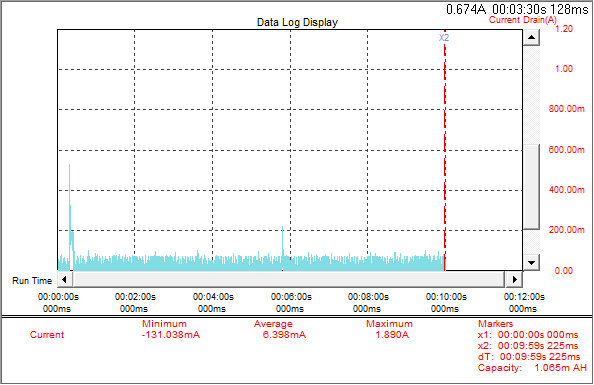 0.674A 00:03:30s 128ms
Data Log Display
Current Drain(A)
X2
1.20
1.00
800.00m
600.00m
400.00m
200.00m
0.00
Run Time
00:00:00s 00:02:00s 00:04:00s 00:06:00s 00:08:00s 00:10:00s 00:12:00s
000ms 000ms 000ms 000ms 000ms 000ms 000ms
Minimum Average Maximum Markers
Current -131.038mA 6.398mA 1.890A x1: 00:00:00s 000ms
x2: 00:09:59s 225ms
dT: 00:09:59s 225ms
Capacity: 1.065m AH